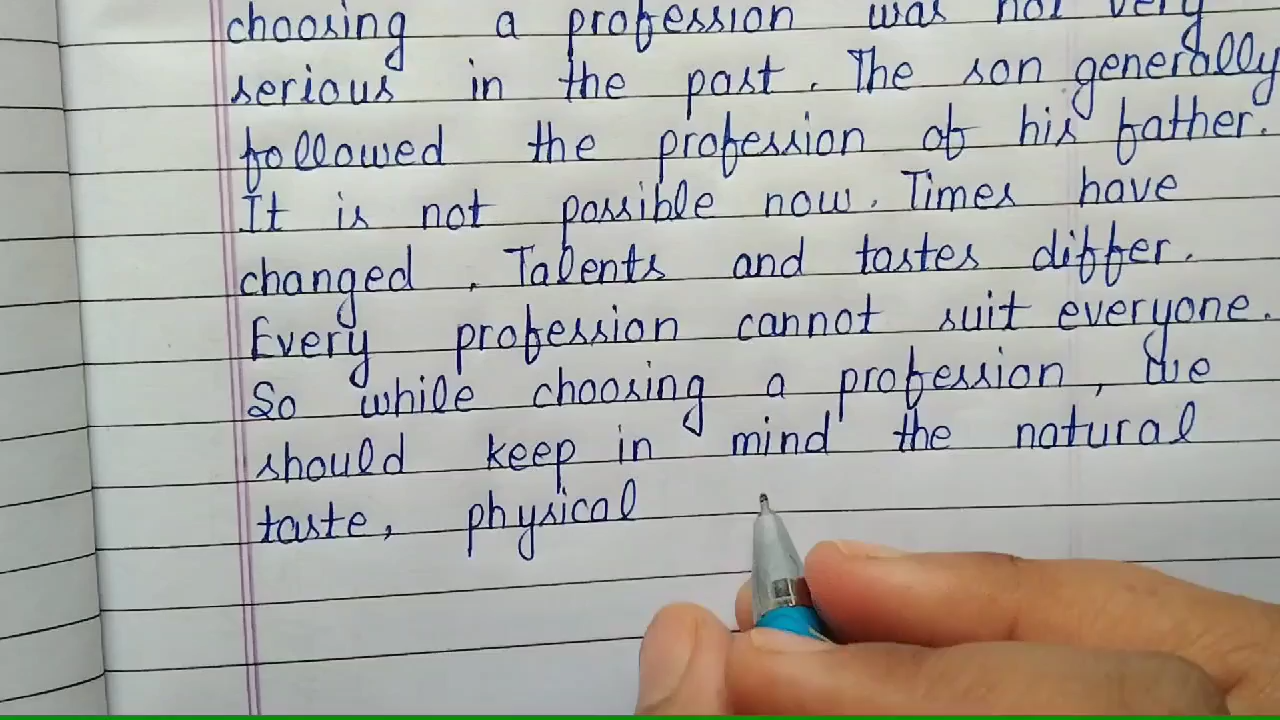 choosing a profession was not very
serious in the past. The son generally
followed the profession of his father.
It is not possible now. Times have
changed. Talents and tastes differ.
Every profession cannot suit everyone.
So while choosing a profession, we
should keep in mind the natural
taste, physical